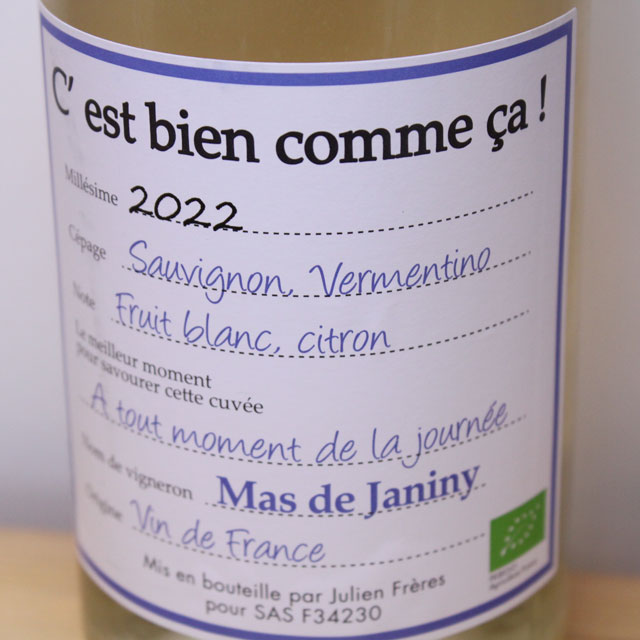 C' est bien comme ça !
Millésime 2022
Cépage Sauvignon, Vermentino
Note Fruit blanc, citron
Le meilleur moment
pour savourer cette cuvée
A tout moment de la journée
Nom de vigneron Mas de Janiny
Origine Vin de France
Mis en bouteille par Julien Frères
pour SAS F34230